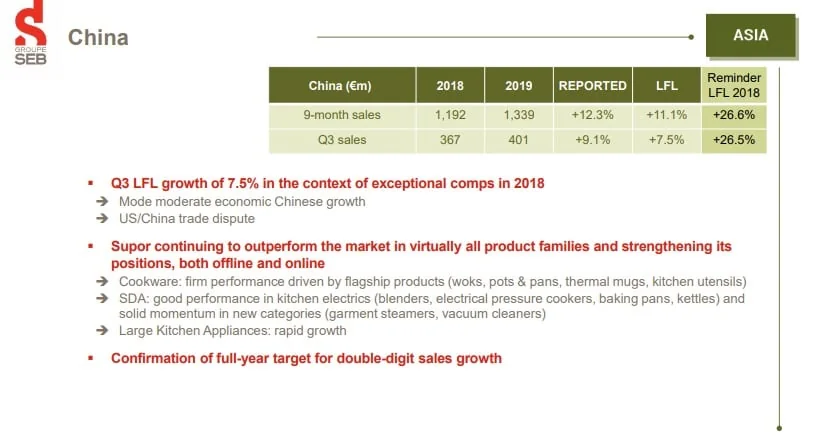 GROUPE
SEB
China
ASIA
China (€m) 2018 2019 REPORTED LFL Reminder LFL 2018
9-month sales 1,192 1,339 +12.3% +11.1% +26.6%
Q3 sales 367 401 +9.1% +7.5% +26.5%
▪ Q3 LFL growth of 7.5% in the context of exceptional comps in 2018
➔ Mode moderate economic Chinese growth
➔ US/China trade dispute
▪ Supor continuing to outperform the market in virtually all product families and strengthening its
positions, both offline and online
➔ Cookware: firm performance driven by flagship products (woks, pots & pans, thermal mugs, kitchen utensils)
➔ SDA: good performance in kitchen electrics (blenders, electrical pressure cookers, baking pans, kettles) and
solid momentum in new categories (garment steamers, vacuum cleaners)
➔ Large Kitchen Appliances: rapid growth
▪ Confirmation of full-year target for double-digit sales growth